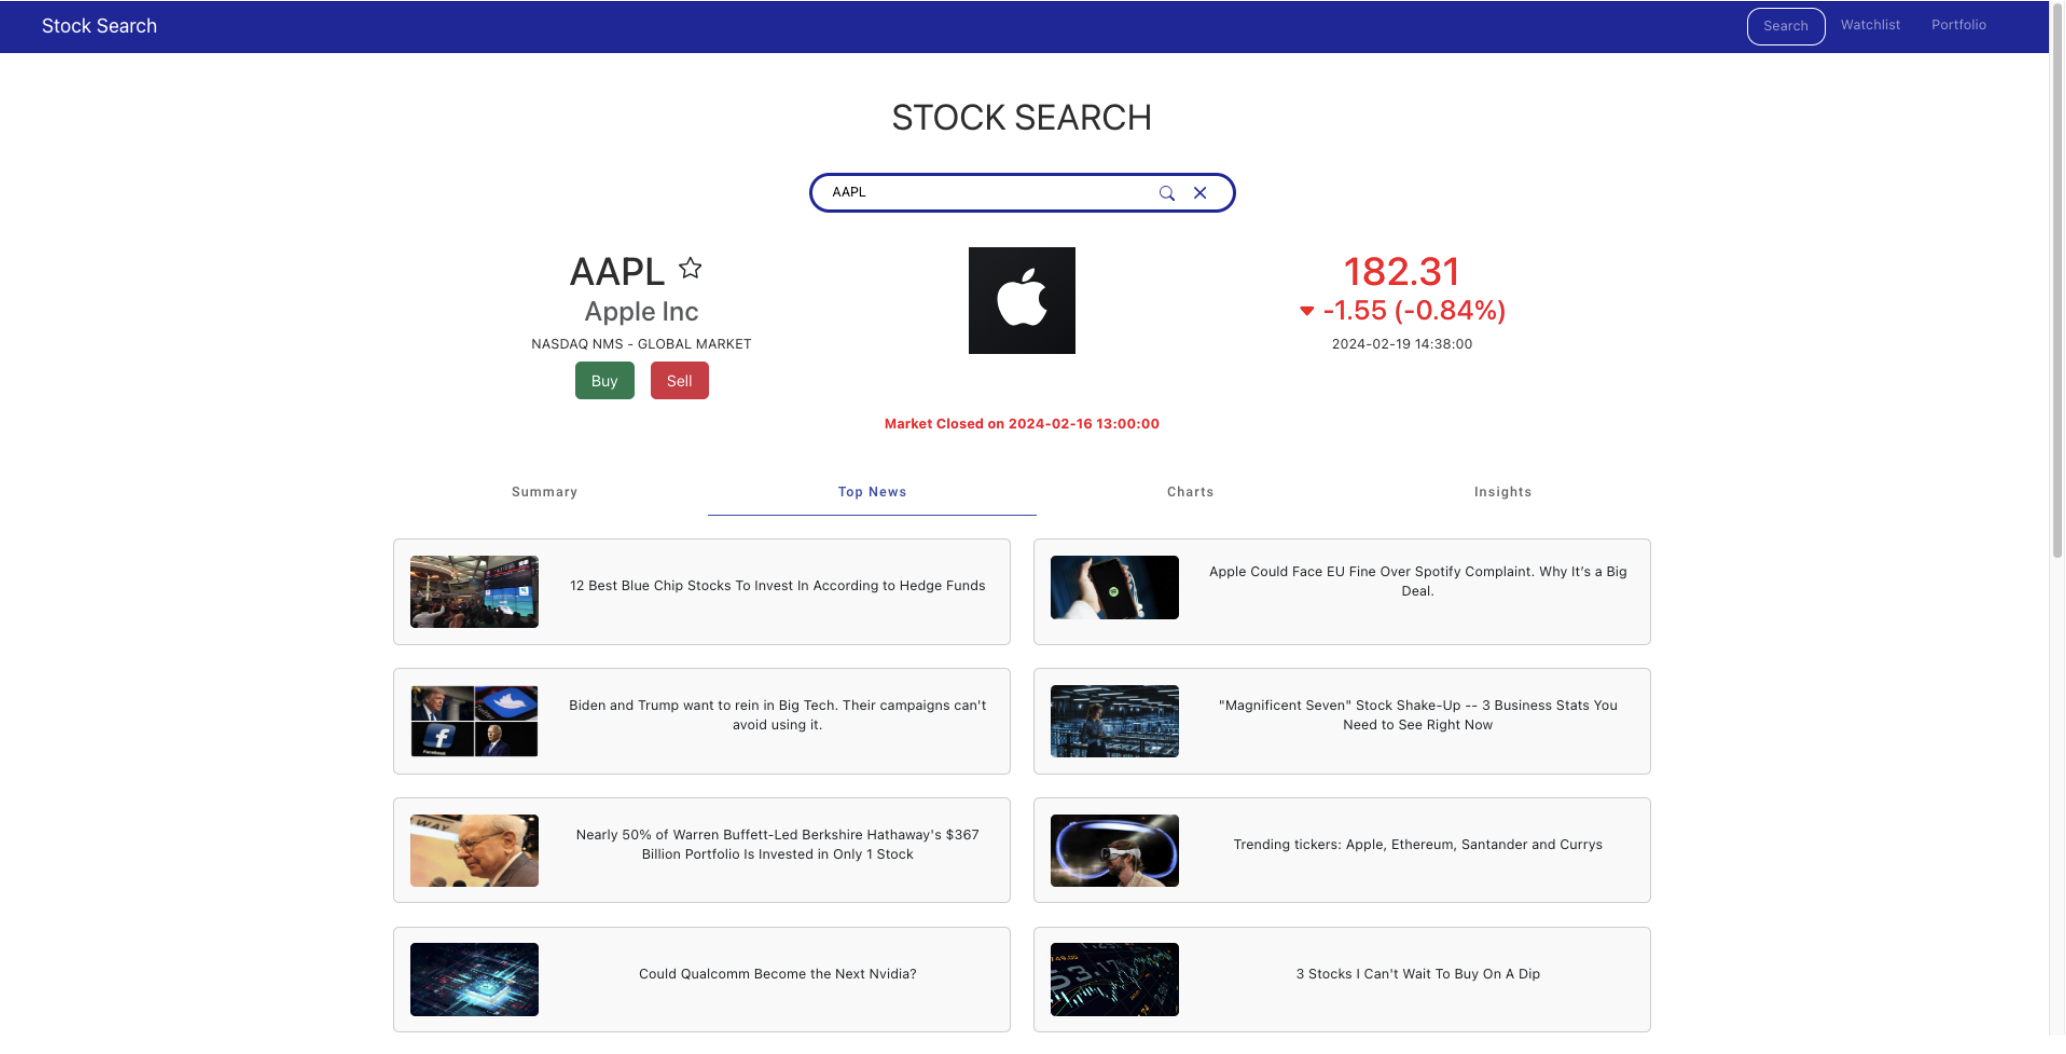 Stock Search
Search
Watchlist
Portfolio
STOCK SEARCH
AAPL
AAPL
Apple Inc
NASDAQ NMS - GLOBAL MARKET
Buy
Sell
182.31
-1.55 (-0.84%)
2024-02-19 14:38:00
Market Closed on 2024-02-16 13:00:00
Summary
Top News
Charts
Insights
12 Best Blue Chip Stocks To Invest In According to Hedge Funds
Apple Could Face EU Fine Over Spotify Complaint. Why It's a Big
Deal.
Biden and Trump want to rein in Big Tech. Their campaigns can't
avoid using it.
"Magnificent Seven" Stock Shake-Up -- 3 Business Stats You
Need to See Right Now
Nearly 50% of Warren Buffett-Led Berkshire Hathaway's $367
Billion Portfolio Is Invested in Only 1 Stock
Trending tickers: Apple, Ethereum, Santander and Currys
Could Qualcomm Become the Next Nvidia?
3 Stocks I Can't Wait To Buy On A Dip